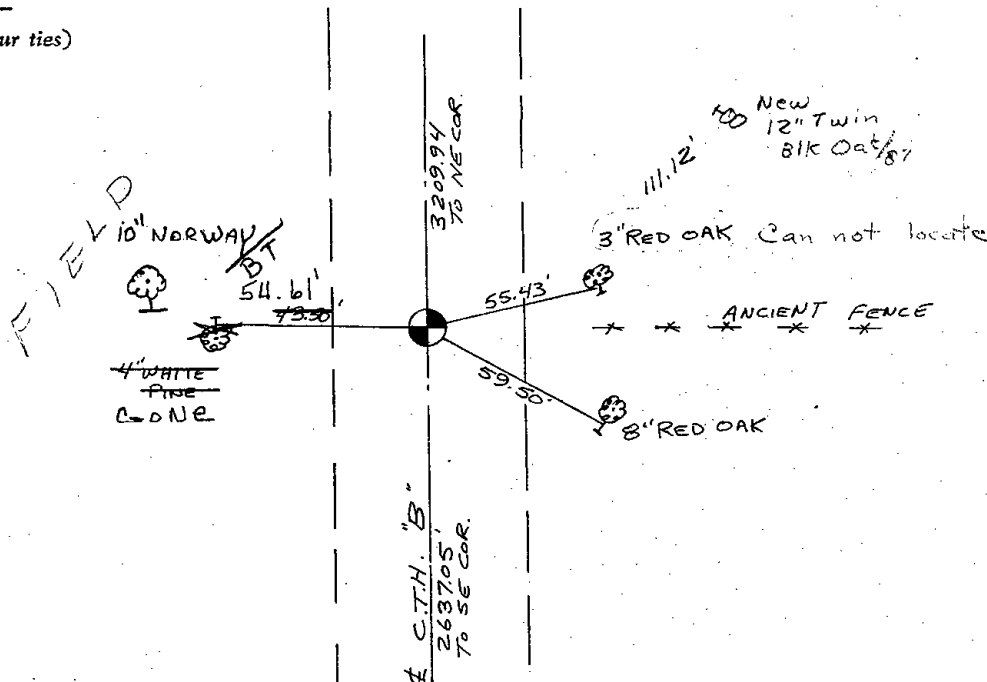 ur ties)
New
12" Twin
Blk Oak/87
111.12'
3209.94
TO NE COR.
FIELD
10" NORWAY
BT
3" RED OAK Can not locate
54.61'
43.50'
55.43'
ANCIENT FENCE
59.50'
4" WHITE
PINE
GONE
8" RED OAK
C.T.H. "B"
2637.05'
TO SE COR.